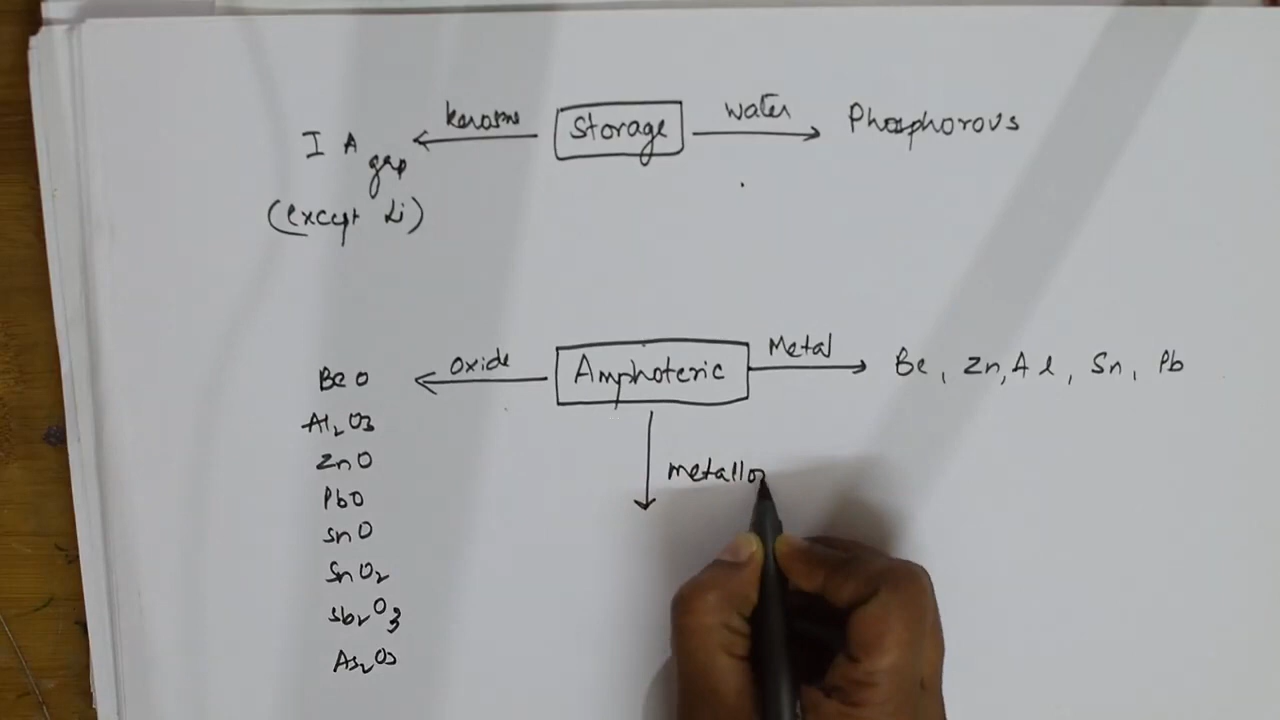 I A gap ← kerosene Storage water → Phosphorous
(except Li)
BeO ← Oxide Amphoteric Metal → Be, Zn, Al, Sn, Pb
Al₂O₃
ZnO
metallo
PbO
SnO
SnO₂
Sb₂O₃
As₂O₃